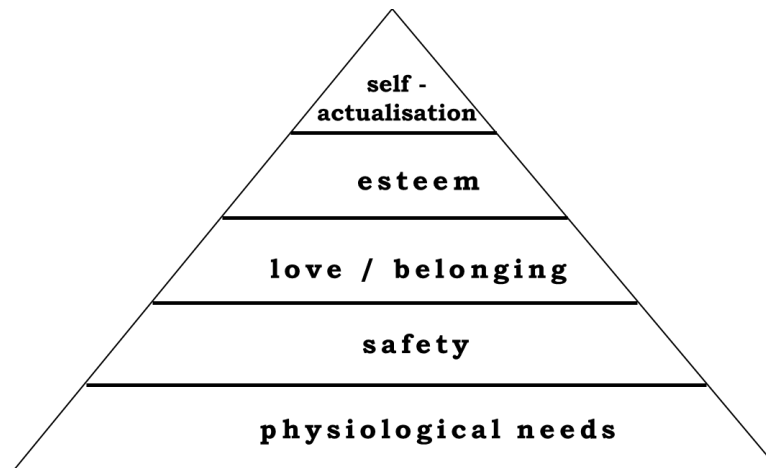 self -
actualisation
esteem
love / belonging
safety
physiological needs